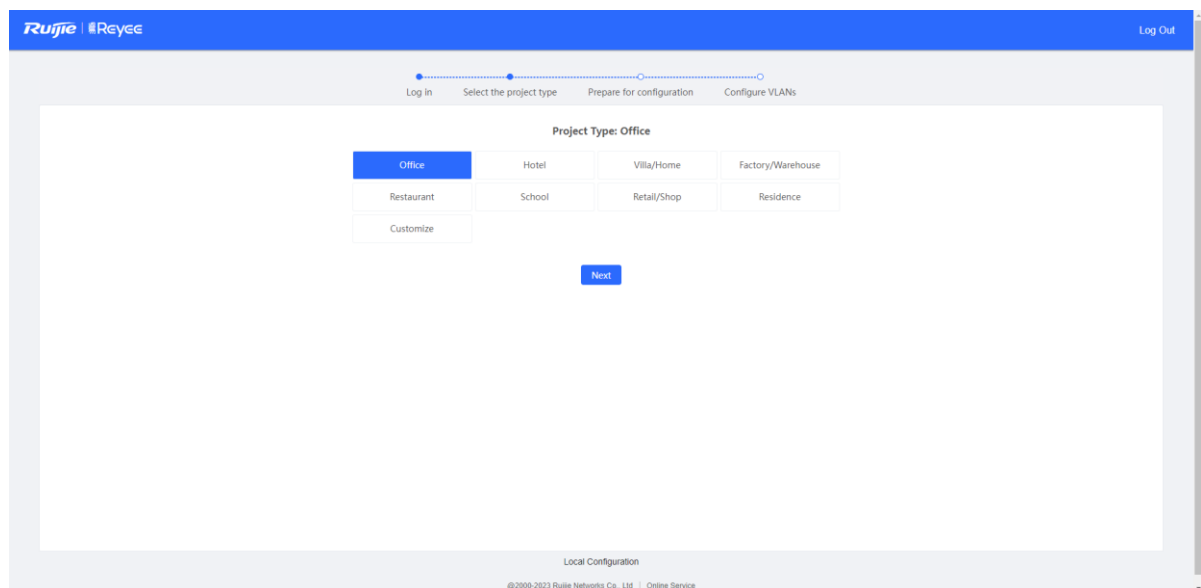 Ruijie | Reyee
Log Out
Log in Select the project type Prepare for configuration Configure VLANs
Project Type: Office
Office Hotel Villa/Home Factory/Warehouse
Restaurant School Retail/Shop Residence
Customize
Next
Local Configuration
@2000-2023 Ruijie Networks Co., Ltd | Online Service